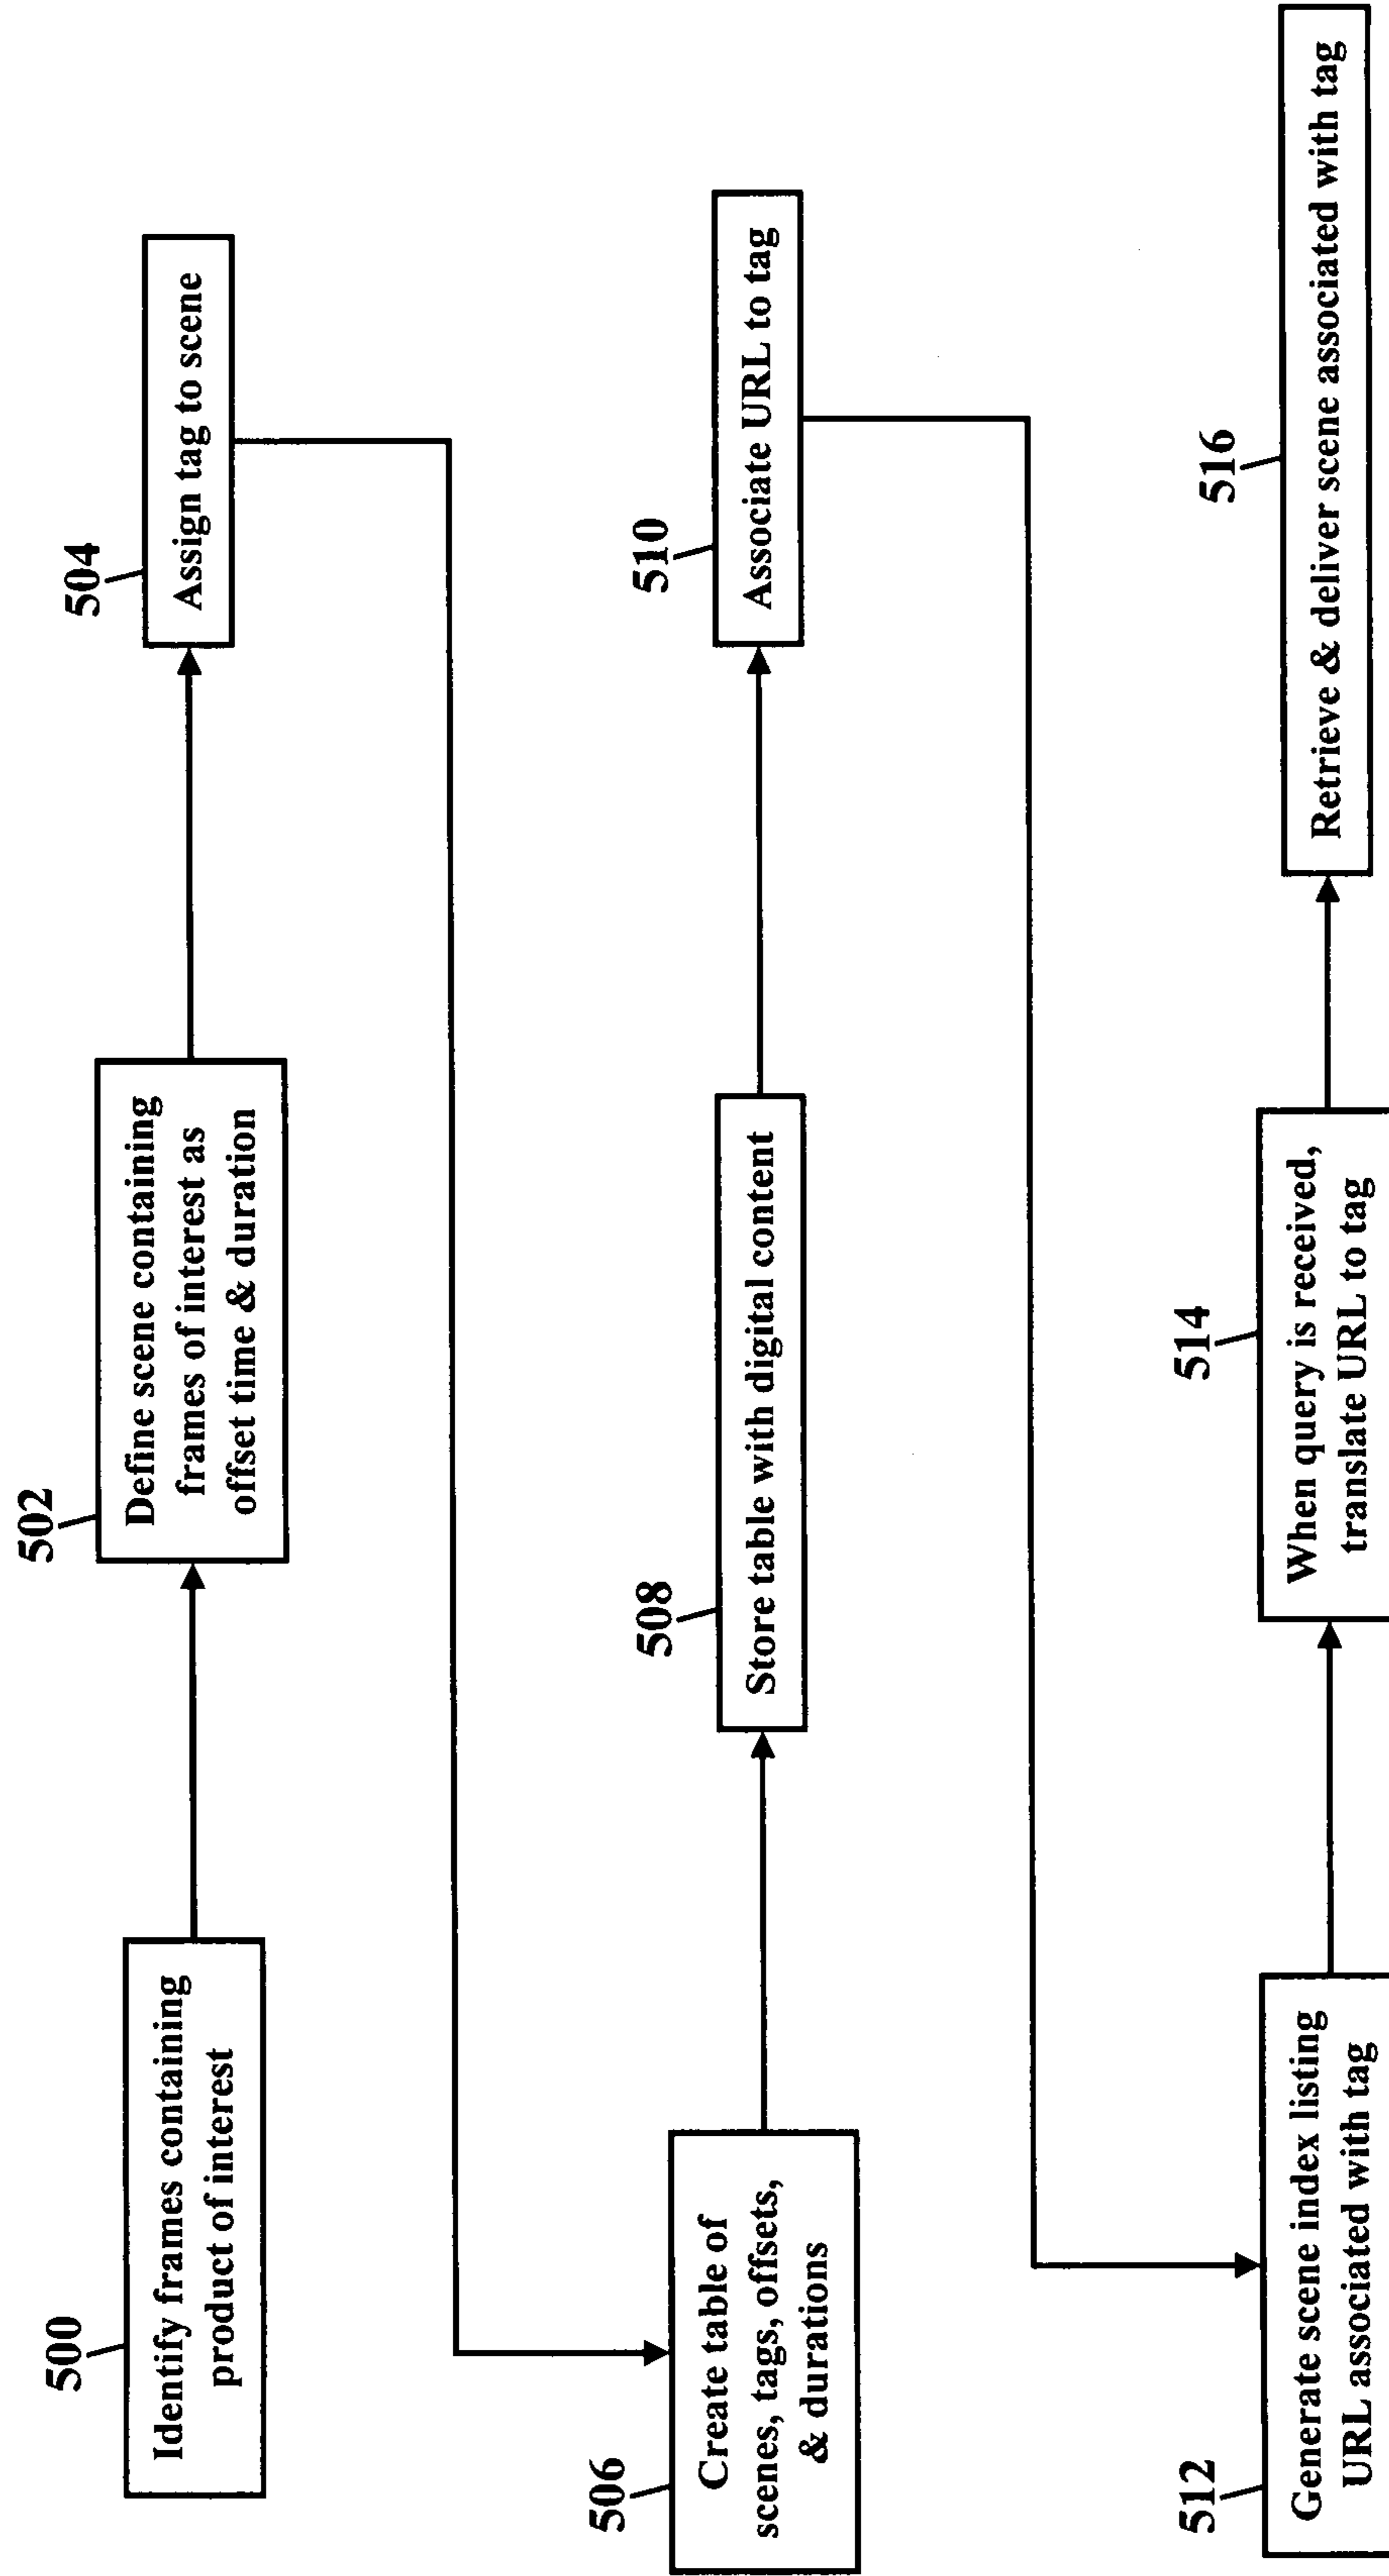 500
Identify frames containing
product of interest
502
Define scene containing
frames of interest as
offset time & duration
504
Assign tag to scene
506
Create table of
scenes, tags, offsets,
& durations
508
Store table with digital content
510
Associate URL to tag
512
Generate scene index listing
URL associated with tag
514
When query is received,
translate URL to tag
516
Retrieve & deliver scene associated with tag